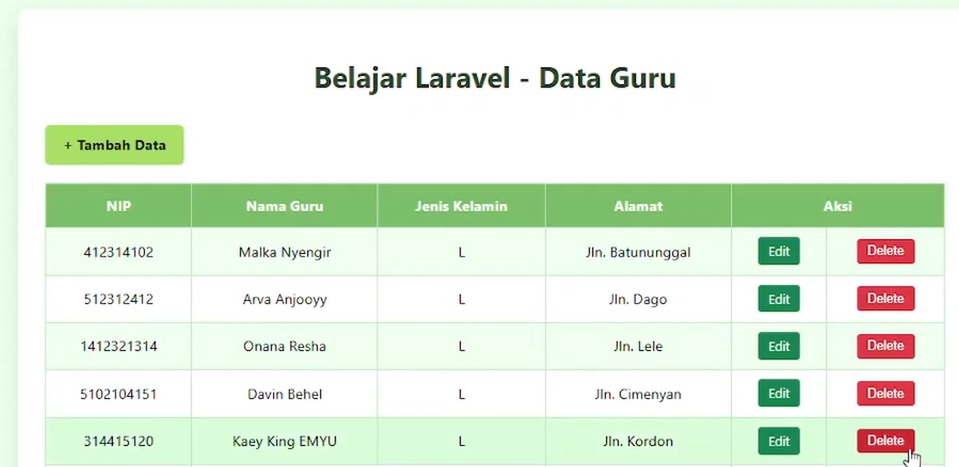 Belajar Laravel - Data Guru
+ Tambah Data
NIP Nama Guru Jenis Kelamin Alamat Aksi
412314102 Malka Nyengir L Jln. Batununggal Edit Delete
512312412 Arva Anjooyy L Jln. Dago Edit Delete
1412321314 Onana Resha L Jln. Lele Edit Delete
5102104151 Davin Behel L Jln. Cimenyan Edit Delete
314415120 Kaey King EMYU L Jln. Kordon Edit Delete